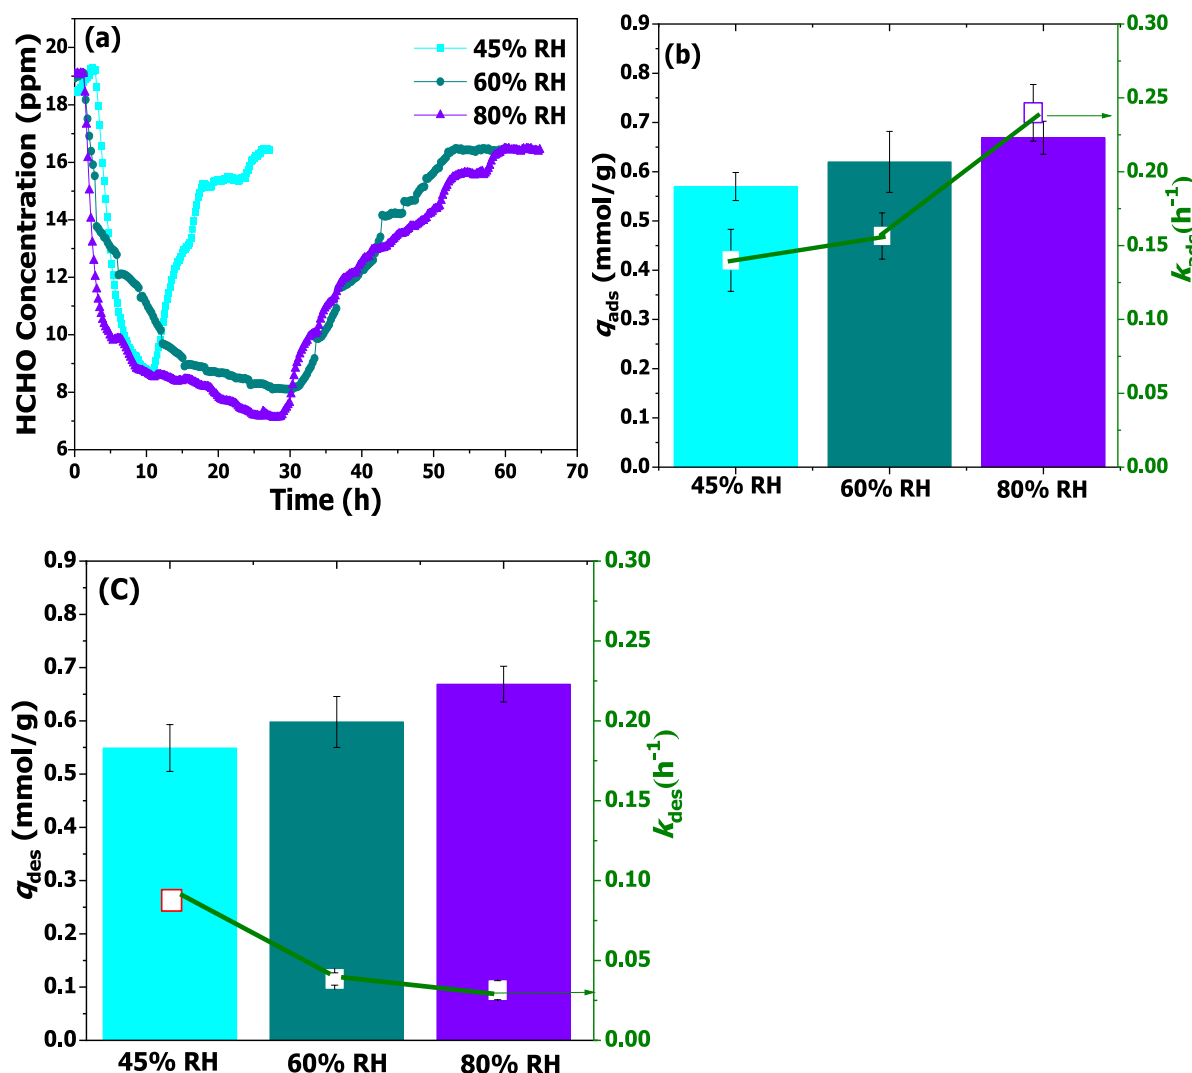 (a)
45% RH
60% RH
80% RH
HCHO Concentration (ppm)
20
18
16
14
12
10
8
6
0 10 20 30 40 50 60 70
Time (h)
(b)
q_ads (mmol/g)
0.9
0.8
0.7
0.6
0.5
0.4
0.3
0.2
0.1
0.0
45% RH 60% RH 80% RH
0.30
0.25
0.20
0.15
0.10
0.05
0.00
k_ads(h⁻¹)
(C)
q_des (mmol/g)
0.9
0.8
0.7
0.6
0.5
0.4
0.3
0.2
0.1
0.0
45% RH 60% RH 80% RH
0.30
0.25
0.20
0.15
0.10
0.05
0.00
k_des(h⁻¹)